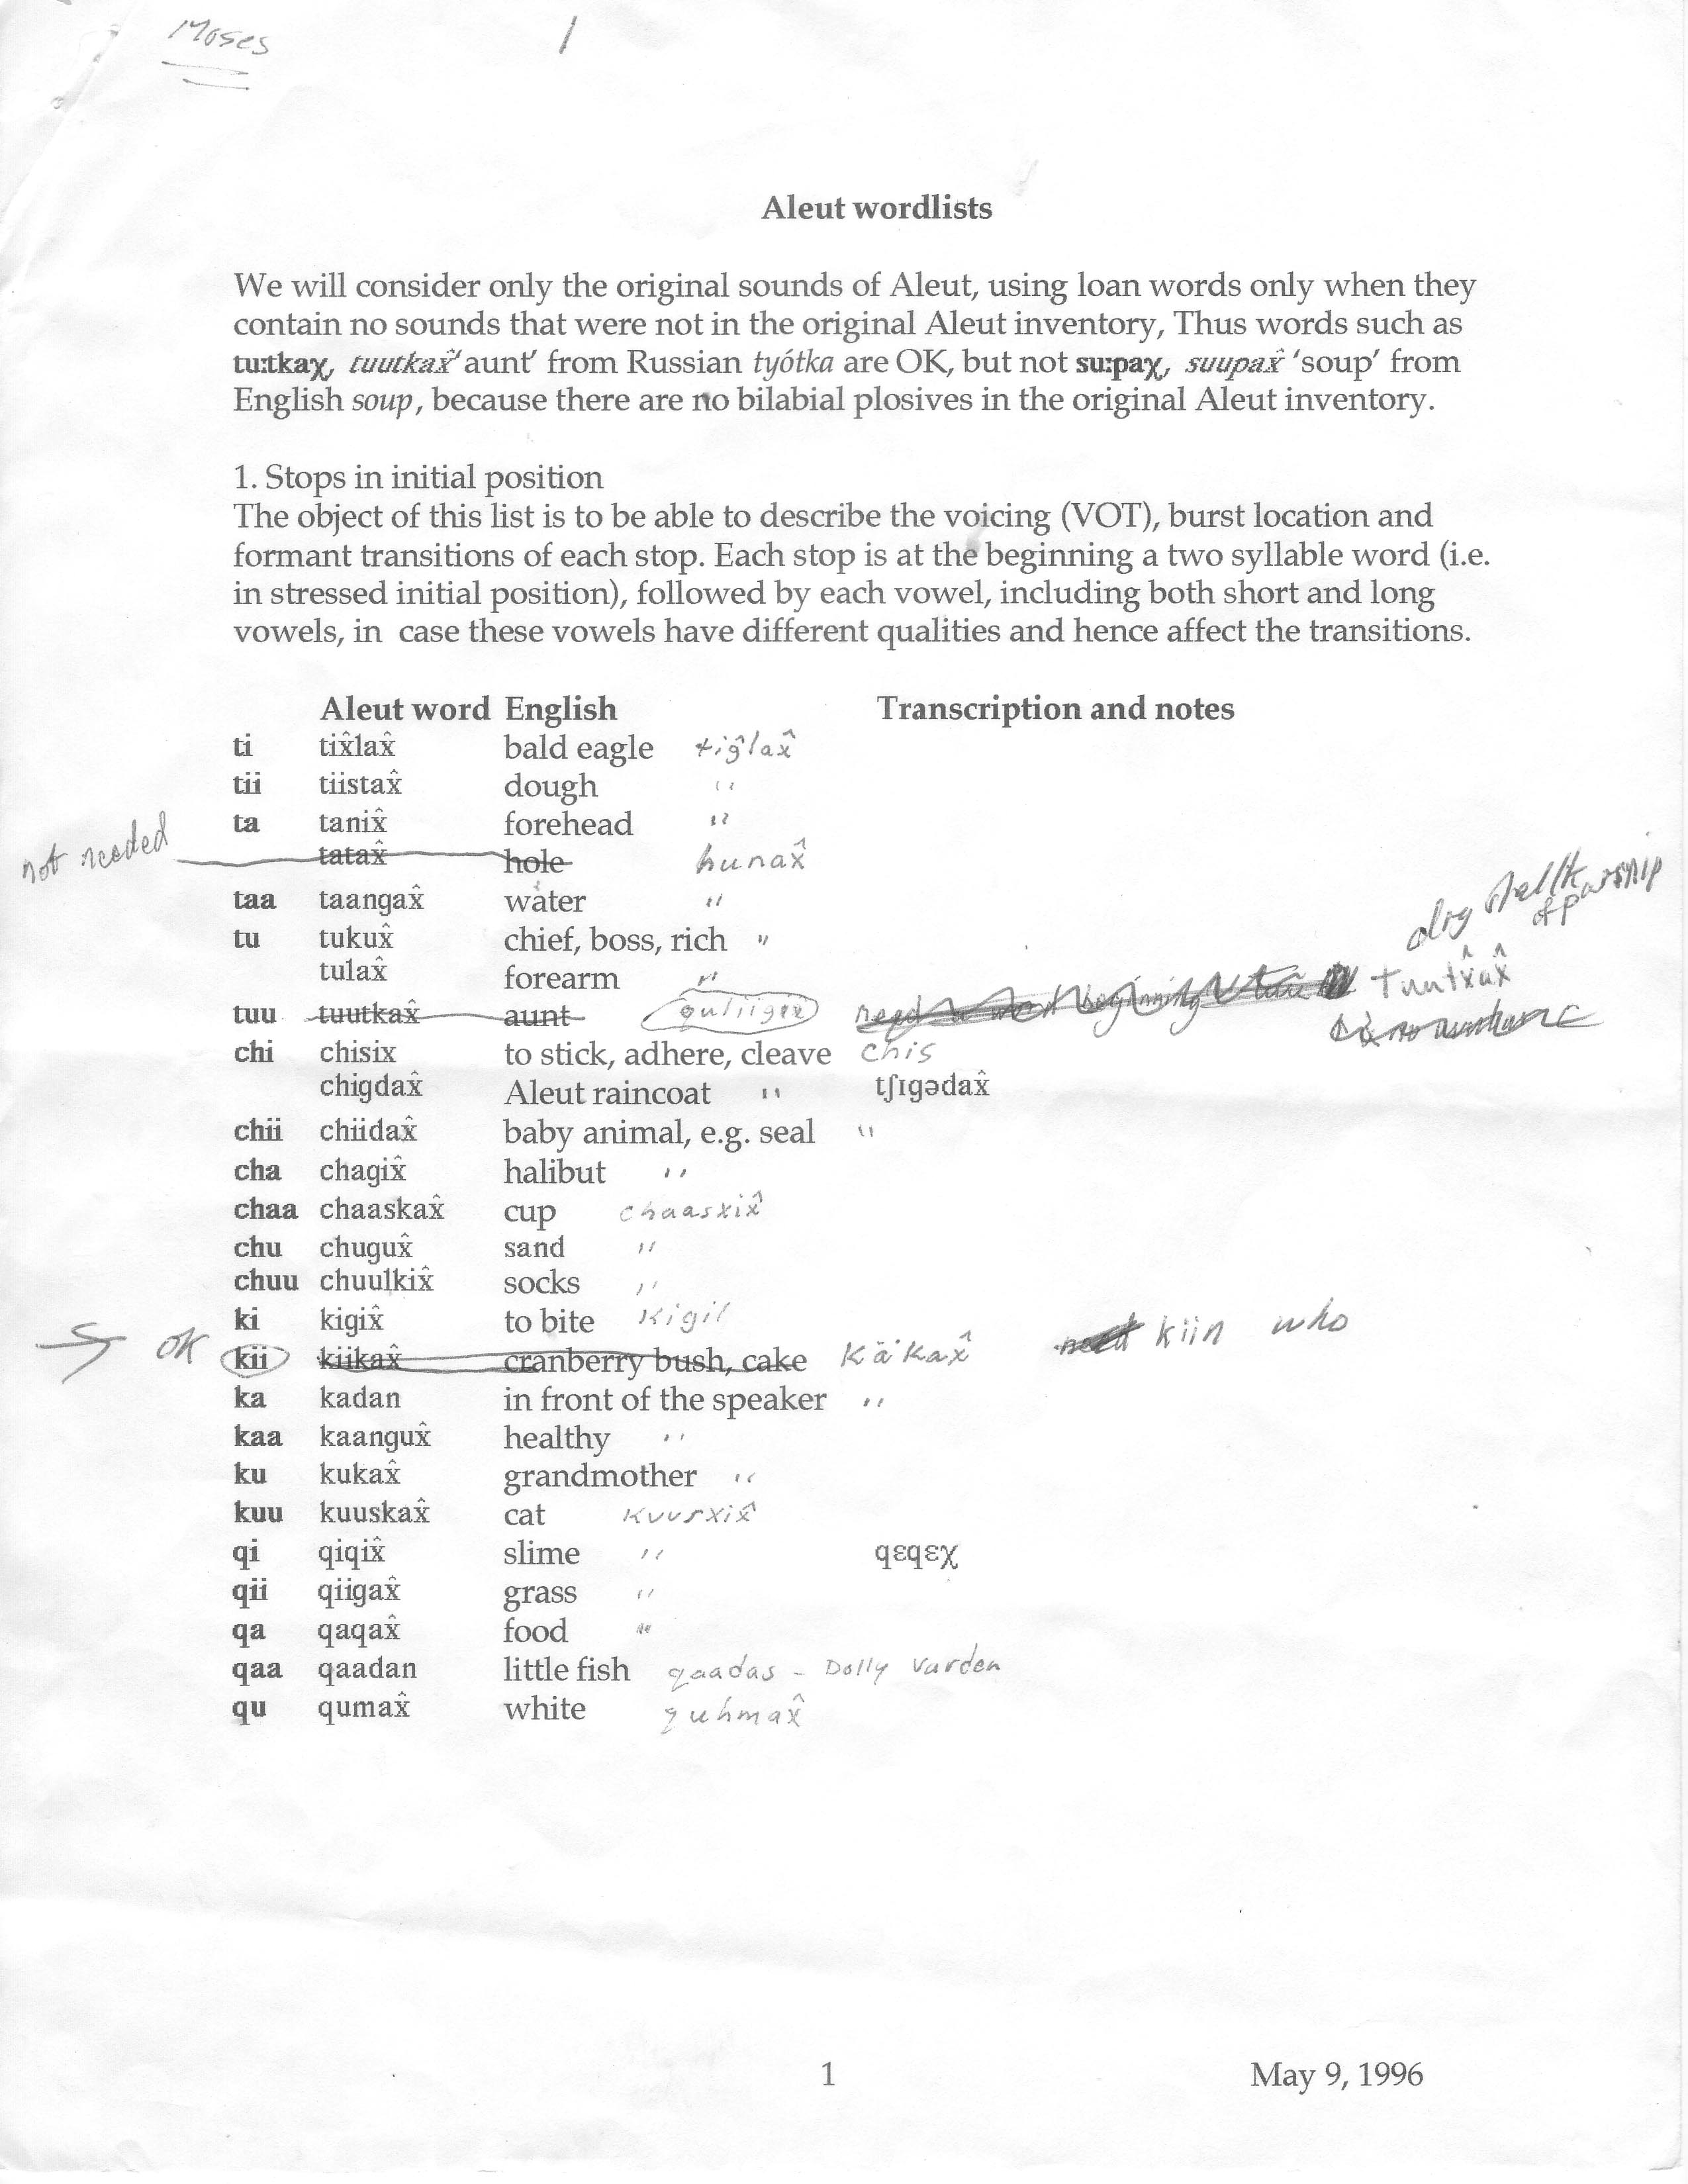 Moses 1
Aleut wordlists
We will consider only the original sounds of Aleut, using loan words only when they
contain no sounds that were not in the original Aleut inventory, Thus words such as
tu:tkaχ, tuutkax̂ ‘aunt’ from Russian tyótka are OK, but not su:paχ, suupax̂ ‘soup’ from
English soup, because there are no bilabial plosives in the original Aleut inventory.
1. Stops in initial position
The object of this list is to be able to describe the voicing (VOT), burst location and
formant transitions of each stop. Each stop is at the beginning a two syllable word (i.e.
in stressed initial position), followed by each vowel, including both short and long
vowels, in case these vowels have different qualities and hence affect the transitions.
Aleut word English Transcription and notes
ti tix̂lax̂ bald eagle tiĝlax̂
tii tiistax̂ dough "
ta tanix̂ forehead "
not needed tatax̂ hole hunax̂
taa taangax̂ water "
tu tukux̂ chief, boss, rich "
tulax̂ forearm "
tuu tuutkax̂ aunt quliigix̂ need a word beginning tuu tuutx̂ax̂
chi chisix to stick, adhere, cleave chis
chigdax̂ Aleut raincoat " tʃɪgədax̂
chii chiidax̂ baby animal, e.g. seal "
cha chagix̂ halibut "
chaa chaaskax̂ cup chaasxix̂
chu chugux̂ sand "
chuu chuulkix̂ socks "
ki kigix̂ to bite kigil
→ OK kii kiikax̂ cranberry bush, cake Käkax̂ need kiin who
ka kadan in front of the speaker "
kaa kaangux̂ healthy "
ku kukax̂ grandmother "
kuu kuuskax̂ cat kuusxix̂
qi qiqix̂ slime " qɛqɛχ
qii qiigax̂ grass "
qa qaqax̂ food "
qaa qaadan little fish qaadas - Dolly Varden
qu qumax̂ white quhmax̂
1 May 9, 1996